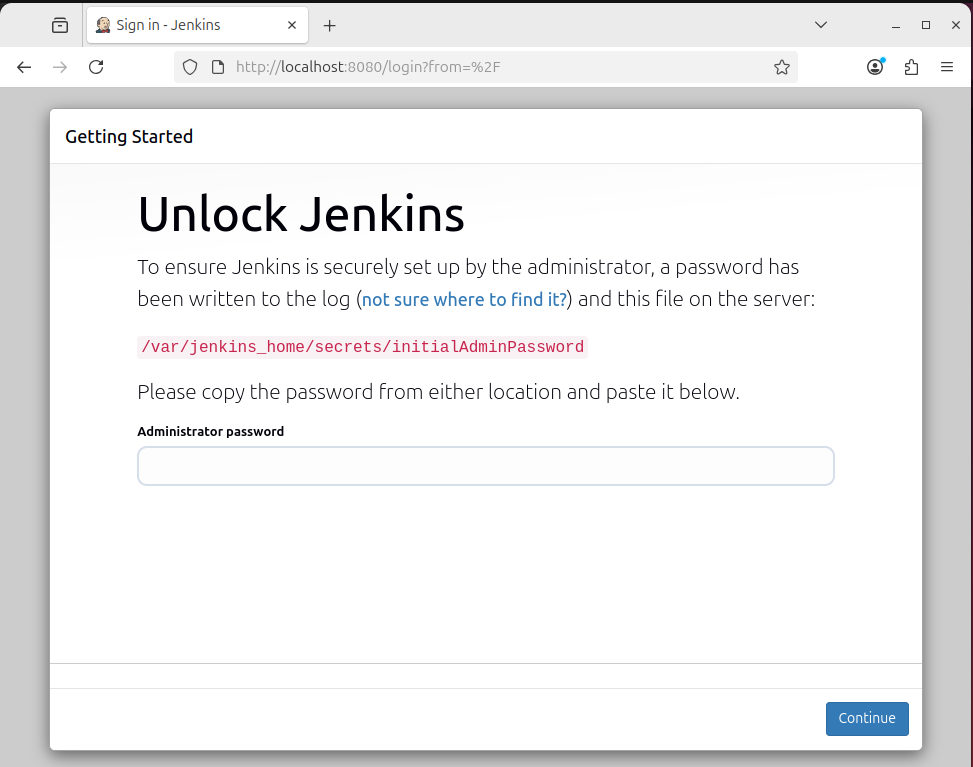 Sign in - Jenkins
http://localhost:8080/login?from=%2F
Getting Started
Unlock Jenkins
To ensure Jenkins is securely set up by the administrator, a password has
been written to the log (not sure where to find it?) and this file on the server:
/var/jenkins_home/secrets/initialAdminPassword
Please copy the password from either location and paste it below.
Administrator password
Continue